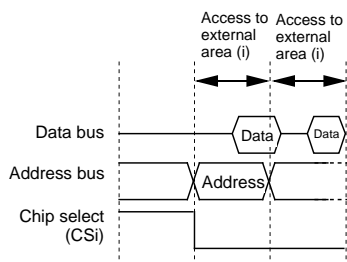 Access to
external
area (i)
Access to
external
area (i)
Data bus
Data
Data
Address bus
Address
Chip select
(CSi)